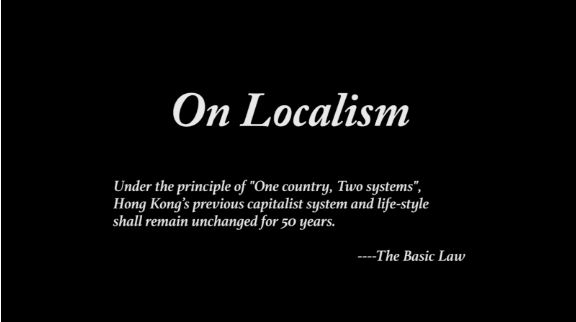 On Localism
Under the principle of "One country, Two systems",
Hong Kong's previous capitalist system and life-style
shall remain unchanged for 50 years.
----The Basic Law